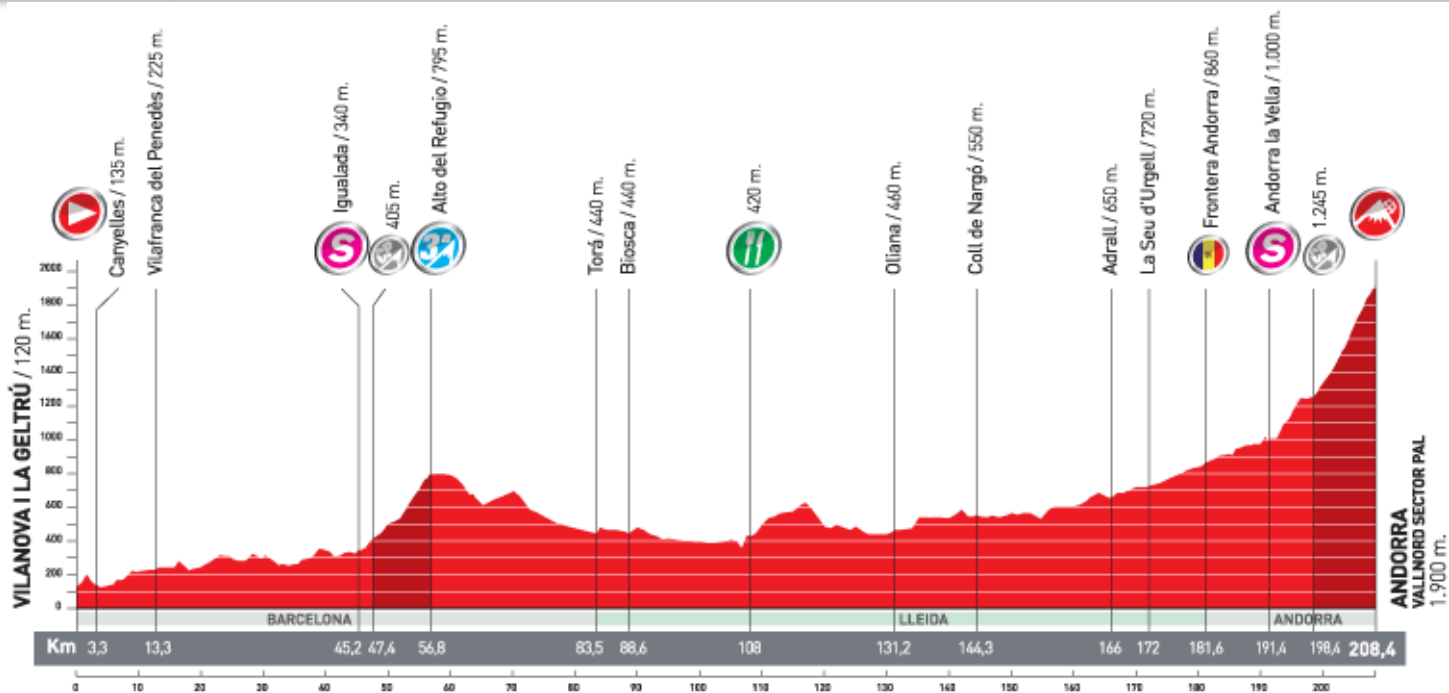 Canyelles / 135 m.
Vilafranca del Penedès / 225 m.
Igualada / 340 m.
S
405 m.
Alto del Refugio / 795 m.
3ª
Torá / 440 m.
Biosca / 440 m.
420 m.
Oliana / 460 m.
Coll de Nargó / 550 m.
Adrall / 650 m.
La Seu d'Urgell / 720 m.
Frontera Andorra / 860 m.
Andorra la Vella / 1.000 m.
S
1.245 m.
VILANOVA I LA GELTRÚ / 120 m.
2000
1800
1600
1400
1200
1000
800
600
400
200
0
ANDORRA
VALLNORD SECTOR PAL
1.900 m.
BARCELONA LLEIDA ANDORRA
Km 3,3 13,3 45,2 47,4 56,8 83,5 88,6 108 131,2 144,3 166 172 181,6 191,4 198,4 208,4
0 10 20 30 40 50 60 70 80 90 100 110 120 130 140 150 160 170 180 190 200